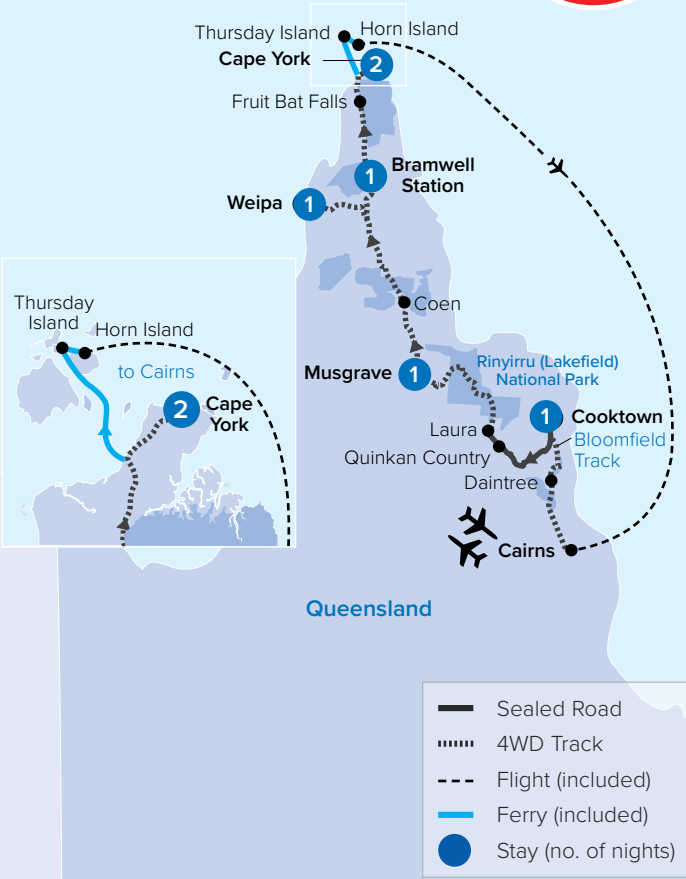 Thursday Island
Horn Island
Cape York
2
Fruit Bat Falls
Bramwell
Station
1
Weipa
1
Coen
Musgrave
1
Rinyirru (Lakefield)
National Park
1
Cooktown
Laura
Bloomfield
Track
Quinkan Country
Daintree
Cairns
Thursday
Island
Horn Island
to Cairns
2
Cape
York
Queensland
Sealed Road
4WD Track
Flight (included)
Ferry (included)
Stay (no. of nights)